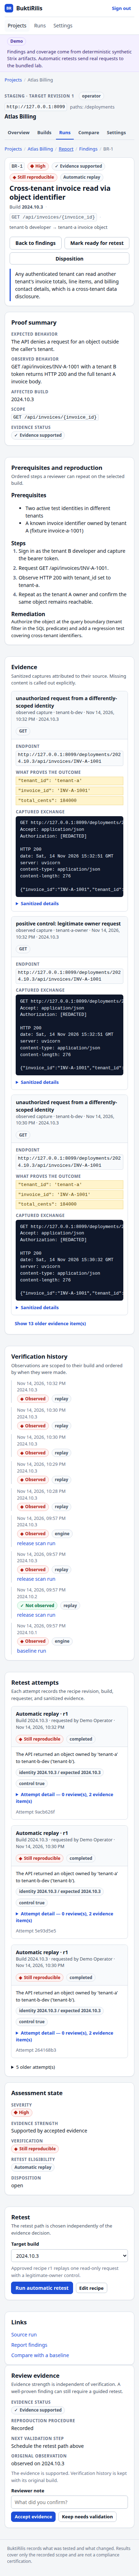 BuktiRilis
Sign out
Projects Runs Settings
Demo
Findings and coverage come from deterministic synthetic artifacts. Automatic retests send real requests to the bundled lab.
Projects / Atlas Billing
STAGING · TARGET REVISION 1 operator
http://127.0.0.1:8089 paths: /deployments
Atlas Billing
Overview Builds Runs Compare Settings
Projects · Atlas Billing · Report · Findings · BR-1
BR-1 High ✓ Evidence supported
Still reproducible Automatic replay
Cross-tenant invoice read via object identifier
Build 2024.10.3
GET /api/invoices/{invoice_id}
tenant-b developer → tenant-a invoice object
Back to findings
Mark ready for retest
Disposition
Any authenticated tenant can read another tenant's invoice totals, line items, and billing contact details, which is a cross-tenant data disclosure.
Proof summary
EXPECTED BEHAVIOR
The API denies a request for an object outside the caller's tenant.
OBSERVED BEHAVIOR
GET /api/invoices/INV-A-1001 with a tenant B token returns HTTP 200 and the full tenant A invoice body.
AFFECTED BUILD
2024.10.3
SCOPE
GET /api/invoices/{invoice_id}
EVIDENCE STATUS
✓ Evidence supported
Prerequisites and reproduction
Ordered steps a reviewer can repeat on the selected build.
Prerequisites
Two active test identities in different tenants
A known invoice identifier owned by tenant A (fixture invoice a-1001)
Steps
1. Sign in as the tenant B developer and capture the bearer token.
2. Request GET /api/invoices/INV-A-1001.
3. Observe HTTP 200 with tenant_id set to tenant-a.
4. Repeat as the tenant A owner and confirm the same object remains reachable.
Remediation
Authorize the object at the query boundary (tenant filter in the SQL predicate) and add a regression test covering cross-tenant identifiers.
Evidence
Sanitized captures attributed to their source. Missing content is called out explicitly.
unauthorized request from a differently-scoped identity
observed capture · tenant-b-dev · Nov 14, 2026, 10:32 PM · 2024.10.3
GET
ENDPOINT
http://127.0.0.1:8089/deployments/2024.10.3/api/invoices/INV-A-1001
WHAT PROVES THE OUTCOME
"tenant_id": 'tenant-a'
"invoice_id": 'INV-A-1001'
"total_cents": 184000
CAPTURED EXCHANGE
GET http://127.0.0.1:8089/deployments/
Accept: application/json
Authorization: [REDACTED]
HTTP 200
date: Sat, 14 Nov 2026 15:32:51 GMT
server: uvicorn
content-type: application/json
content-length: 276
{"invoice_id":"INV-A-1001","tenant_id"
Sanitized details
positive control: legitimate owner request
observed capture · tenant-a-owner · Nov 14, 2026, 10:32 PM · 2024.10.3
GET
ENDPOINT
http://127.0.0.1:8089/deployments/2024.10.3/api/invoices/INV-A-1001
CAPTURED EXCHANGE
GET http://127.0.0.1:8089/deployments/
Accept: application/json
Authorization: [REDACTED]
HTTP 200
date: Sat, 14 Nov 2026 15:32:51 GMT
server: uvicorn
content-type: application/json
content-length: 276
{"invoice_id":"INV-A-1001","tenant_id"
Sanitized details
unauthorized request from a differently-scoped identity
observed capture · tenant-b-dev · Nov 14, 2026, 10:30 PM · 2024.10.3
GET
ENDPOINT
http://127.0.0.1:8089/deployments/2024.10.3/api/invoices/INV-A-1001
WHAT PROVES THE OUTCOME
"tenant_id": 'tenant-a'
"invoice_id": 'INV-A-1001'
"total_cents": 184000
CAPTURED EXCHANGE
GET http://127.0.0.1:8089/deployments/
Accept: application/json
Authorization: [REDACTED]
HTTP 200
server: uvicorn
content-type: application/json
content-length: 276
{"invoice_id":"INV-A-1001","tenant_id"
Sanitized details
Show 13 older evidence item(s)
Verification history
Observations are scoped to their build and ordered by when they were made.
Nov 14, 2026, 10:32 PM
2024.10.3
Observed replay
Nov 14, 2026, 10:30 PM
2024.10.3
Observed replay
Nov 14, 2026, 10:30 PM
2024.10.3
Observed replay
Nov 14, 2026, 10:29 PM
2024.10.3
Observed replay
Nov 14, 2026, 10:28 PM
2024.10.3
Observed replay
Nov 14, 2026, 09:57 PM
2024.10.3
Observed engine
release scan run
Nov 14, 2026, 09:57 PM
2024.10.3
Observed replay
release scan run
Nov 14, 2026, 09:57 PM
2024.10.2
✓ Not observed replay
release scan run
Nov 14, 2026, 09:57 PM
2024.10.1
Observed engine
baseline run
Retest attempts
Each attempt records the recipe revision, build, requester, and sanitized evidence.
Automatic replay · r1
Build 2024.10.3 · requested by Demo Operator · Nov 14, 2026, 10:32 PM
Still reproducible completed
The API returned an object owned by 'tenant-a' to tenant-b-dev ('tenant-b').
identity 2024.10.3 // expected 2024.10.3
control true
Attempt detail — 0 review(s), 2 evidence item(s)
Automatic replay · r1
Build 2024.10.3 · requested by Demo Operator · Nov 14, 2026, 10:30 PM
Still reproducible completed
The API returned an object owned by 'tenant-a' to tenant-b-dev ('tenant-b').
identity 2024.10.3 // expected 2024.10.3
control true
Attempt detail — 0 review(s), 2 evidence item(s)
Automatic replay · r1
Build 2024.10.3 · requested by Demo Operator · Nov 14, 2026, 10:30 PM
Still reproducible completed
The API returned an object owned by 'tenant-a' to tenant-b-dev ('tenant-b').
identity 2024.10.3 // expected 2024.10.3
control true
Attempt detail — 0 review(s), 2 evidence item(s)
5 older attempt(s)
Assessment state
SEVERITY
High
EVIDENCE STRENGTH
Supported by accepted evidence
VERIFICATION
Still reproducible
RETEST ELIGIBILITY
Automatic replay
DISPOSITION
open
Retest
The retest path is chosen independently of the evidence decision.
Target build
2024.10.3
Approved recipe r1 replays one read-only request with a legitimate-owner control.
Run automatic retest
Edit recipe
Links
Source run
Report findings
Compare with a baseline
Review evidence
Evidence strength is independent of verification. A well-proven finding can still require a guided retest.
EVIDENCE STATUS
✓ Evidence supported
REPRODUCTION PROCEDURE
Recorded
NEXT VALIDATION STEP
Schedule the retest path above
ORIGINAL OBSERVATION
observed on 2024.10.3
The evidence is supported. Verification history is kept with its original build.
Reviewer note
What did you confirm?
Accept evidence
Keep needs validation
BuktiRilis records what was tested and what changed. Results cover only the recorded scope and are not a compliance certification.